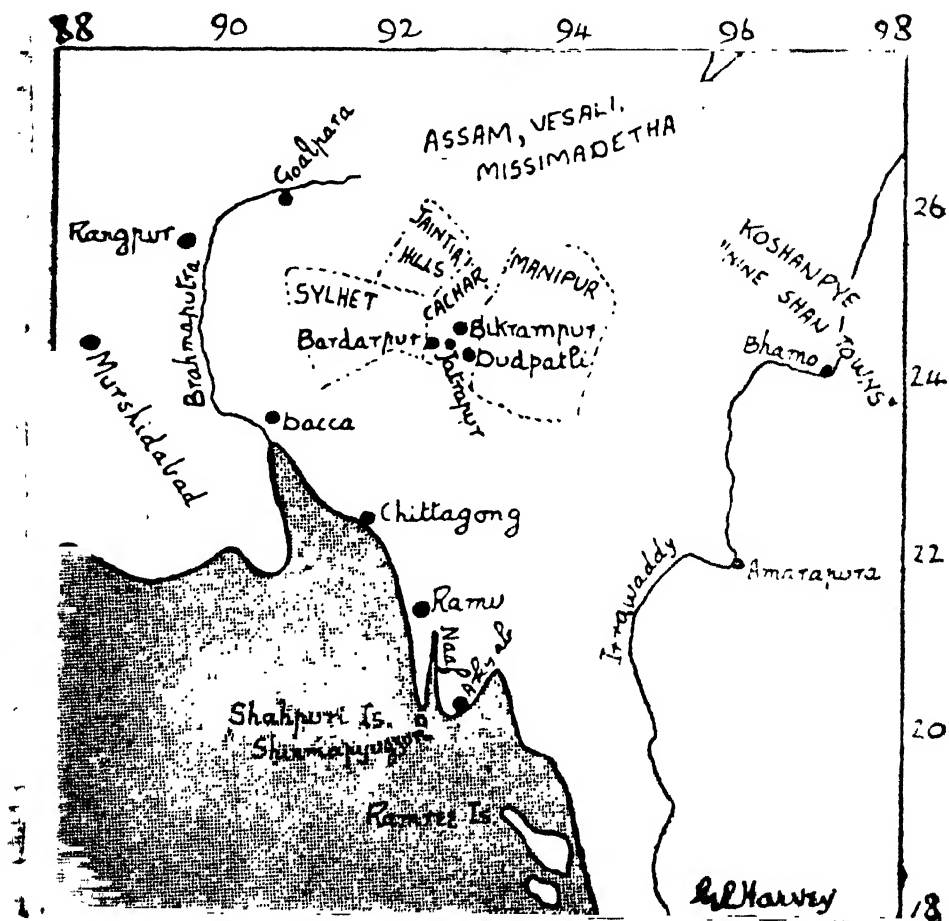 88 90 92 94 96 98
ASSAM, VESALI,
MISSIMADETHA
Goalpara
26
Rangpur
JAINTIA
HILLS
KOSHANPYE
"NINE SHAN TOWNS"
MANIPUR
SYLHET
CACHAR
Brahmaputra
Bikrampur
Bardarpur
Dudpatli
Jatrapur
Bhamo
24
Murshidabad
Dacca
Chittagong
22
Irrawaddy
Amarapura
Ramu
Naaf
Akyab
Shahpuri Is.
20
Ramree Is
G E Harvey
18